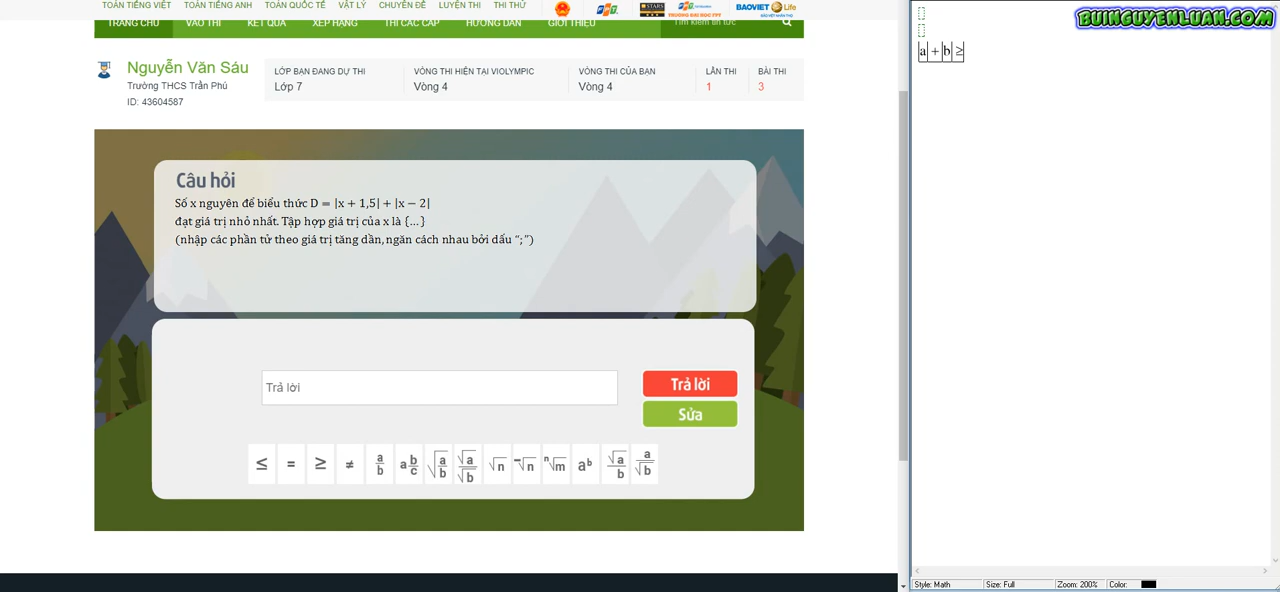 TOÁN TIẾNG VIỆT TOÁN TIẾNG ANH TOÁN QUỐC TẾ VẬT LÝ CHUYÊN ĐỀ LUYỆN THI THI THỬ
TRANG CHỦ VÀO THI KẾT QUẢ XẾP HẠNG THI CÁC CẤP HƯỚNG DẪN GIỚI THIỆU Tìm kiếm tin tức
Nguyễn Văn Sáu
Trường THCS Trần Phú
ID: 43604587
LỚP BẠN ĐANG DỰ THI
Lớp 7
VÒNG THI HIỆN TẠI VIOLYMPIC
Vòng 4
VÒNG THI CỦA BẠN
Vòng 4
LẦN THI
1
BÀI THI
3
Câu hỏi
Số x nguyên để biểu thức D = |x + 1,5| + |x − 2|
đạt giá trị nhỏ nhất. Tập hợp giá trị của x là {…}
(nhập các phần tử theo giá trị tăng dần, ngăn cách nhau bởi dấu “;”)
Trả lời
Trả lời
Sửa
≤ = ≥ ≠ a/b a b/c √(a/b) √a/√b √n −√n ⁿ√m aᵇ √a/b a/√b
BUINGUYENLUAN.COM
|a| + |b| ≥
Style: Math Size: Full Zoom: 200% Color: